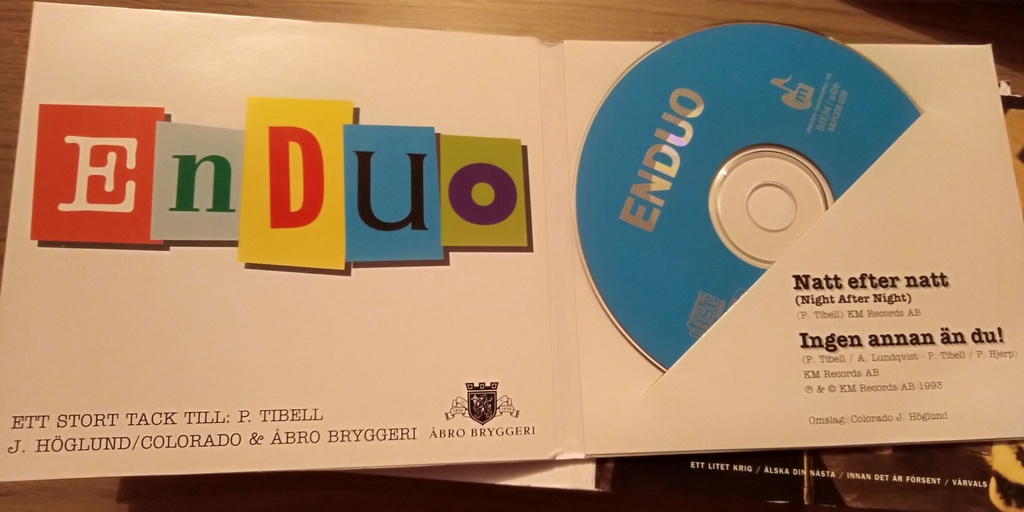 EnDUo
ETT STORT TACK TILL: P. TIBELL
J. HÖGLUND/COLORADO & ÅBRO BRYGGERI
ÅBRO BRYGGERI
ENDUO
m
disc
Natt efter natt
(Night After Night)
(P. Tibell) KM Records AB
Ingen annan än du!
(P. Tibell / A. Lundqvist - P. Tibell / P. Hjerp)
KM Records AB
℗ & © KM Records AB 1993
Omslag: Colorado J. Höglund
ETT LITET KRIG / ÄLSKA DIN NÄSTA / INNAN DET ÄR FÖRSENT / VÅRVALS